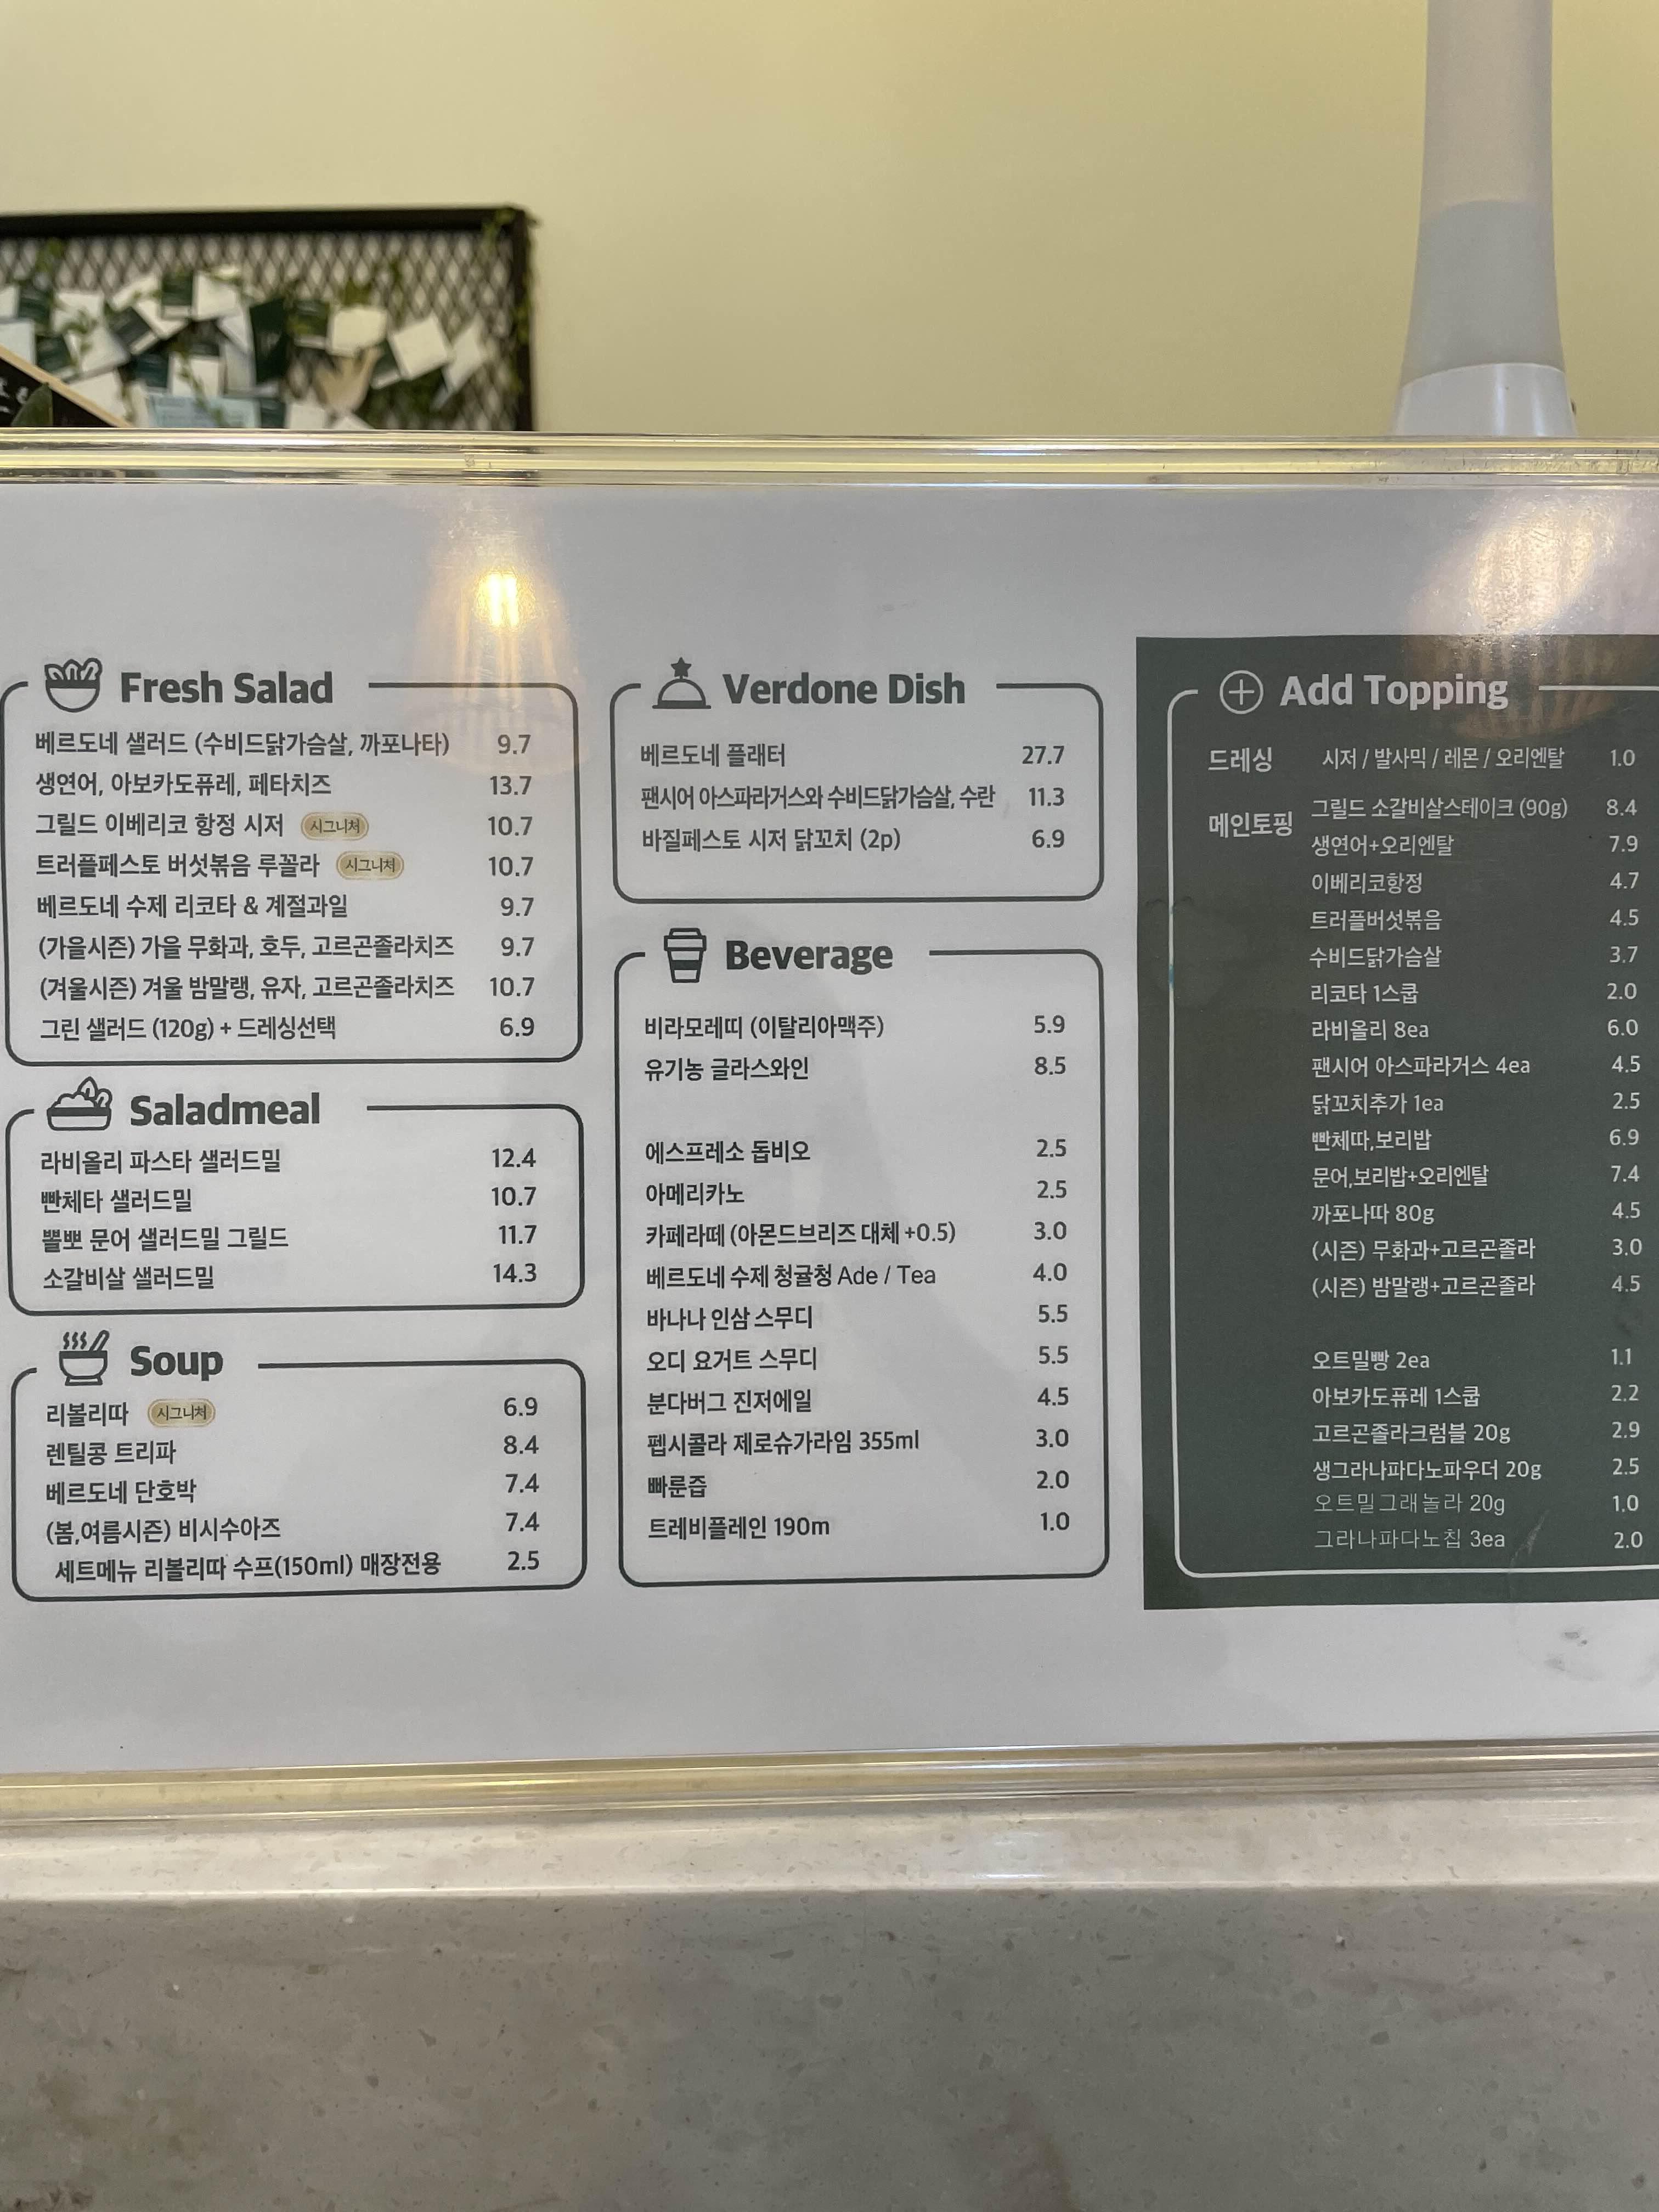 Fresh Salad
베르도네 샐러드 (수비드닭가슴살, 까포나타) 9.7
생연어, 아보카도퓨레, 페타치즈 13.7
그릴드 이베리코 항정 시저 시그니처 10.7
트러플페스토 버섯볶음 루꼴라 시그니처 10.7
베르도네 수제 리코타 & 계절과일 9.7
(가을시즌) 가을 무화과, 호두, 고르곤졸라치즈 9.7
(겨울시즌) 겨울 밤말랭, 유자, 고르곤졸라치즈 10.7
그린 샐러드 (120g) + 드레싱선택 6.9
Saladmeal
라비올리 파스타 샐러드밀 12.4
빤체타 샐러드밀 10.7
뽈뽀 문어 샐러드밀 그릴드 11.7
소갈비살 샐러드밀 14.3
Soup
리볼리따 시그니처 6.9
렌틸콩 트리파 8.4
베르도네 단호박 7.4
(봄,여름시즌) 비시수아즈 7.4
세트메뉴 리볼리따 수프(150ml) 매장전용 2.5
Verdone Dish
베르도네 플래터 27.7
팬시어 아스파라거스와 수비드닭가슴살, 수란 11.3
바질페스토 시저 닭꼬치 (2p) 6.9
Beverage
비라모레띠 (이탈리아맥주) 5.9
유기농 글라스와인 8.5
에스프레소 돕비오 2.5
아메리카노 2.5
카페라떼 (아몬드브리즈 대체 +0.5) 3.0
베르도네 수제 청귤청 Ade / Tea 4.0
바나나 인삼 스무디 5.5
오디 요거트 스무디 5.5
분다버그 진저에일 4.5
펩시콜라 제로슈가라임 355ml 3.0
빠룬즙 2.0
트레비플레인 190m 1.0
Add Topping
드레싱 시저 / 발사믹 / 레몬 / 오리엔탈 1.0
메인토핑 그릴드 소갈비살스테이크 (90g) 8.4
생연어+오리엔탈 7.9
이베리코항정 4.7
트러플버섯볶음 4.5
수비드닭가슴살 3.7
리코타 1스쿱 2.0
라비올리 8ea 6.0
팬시어 아스파라거스 4ea 4.5
닭꼬치추가 1ea 2.5
빤체따,보리밥 6.9
문어,보리밥+오리엔탈 7.4
까포나따 80g 4.5
(시즌) 무화과+고르곤졸라 3.0
(시즌) 밤말랭+고르곤졸라 4.5
오트밀빵 2ea 1.1
아보카도퓨레 1스쿱 2.2
고르곤졸라크럼블 20g 2.9
생그라나파다노파우더 20g 2.5
오트밀그래놀라 20g 1.0
그라나파다노칩 3ea 2.0